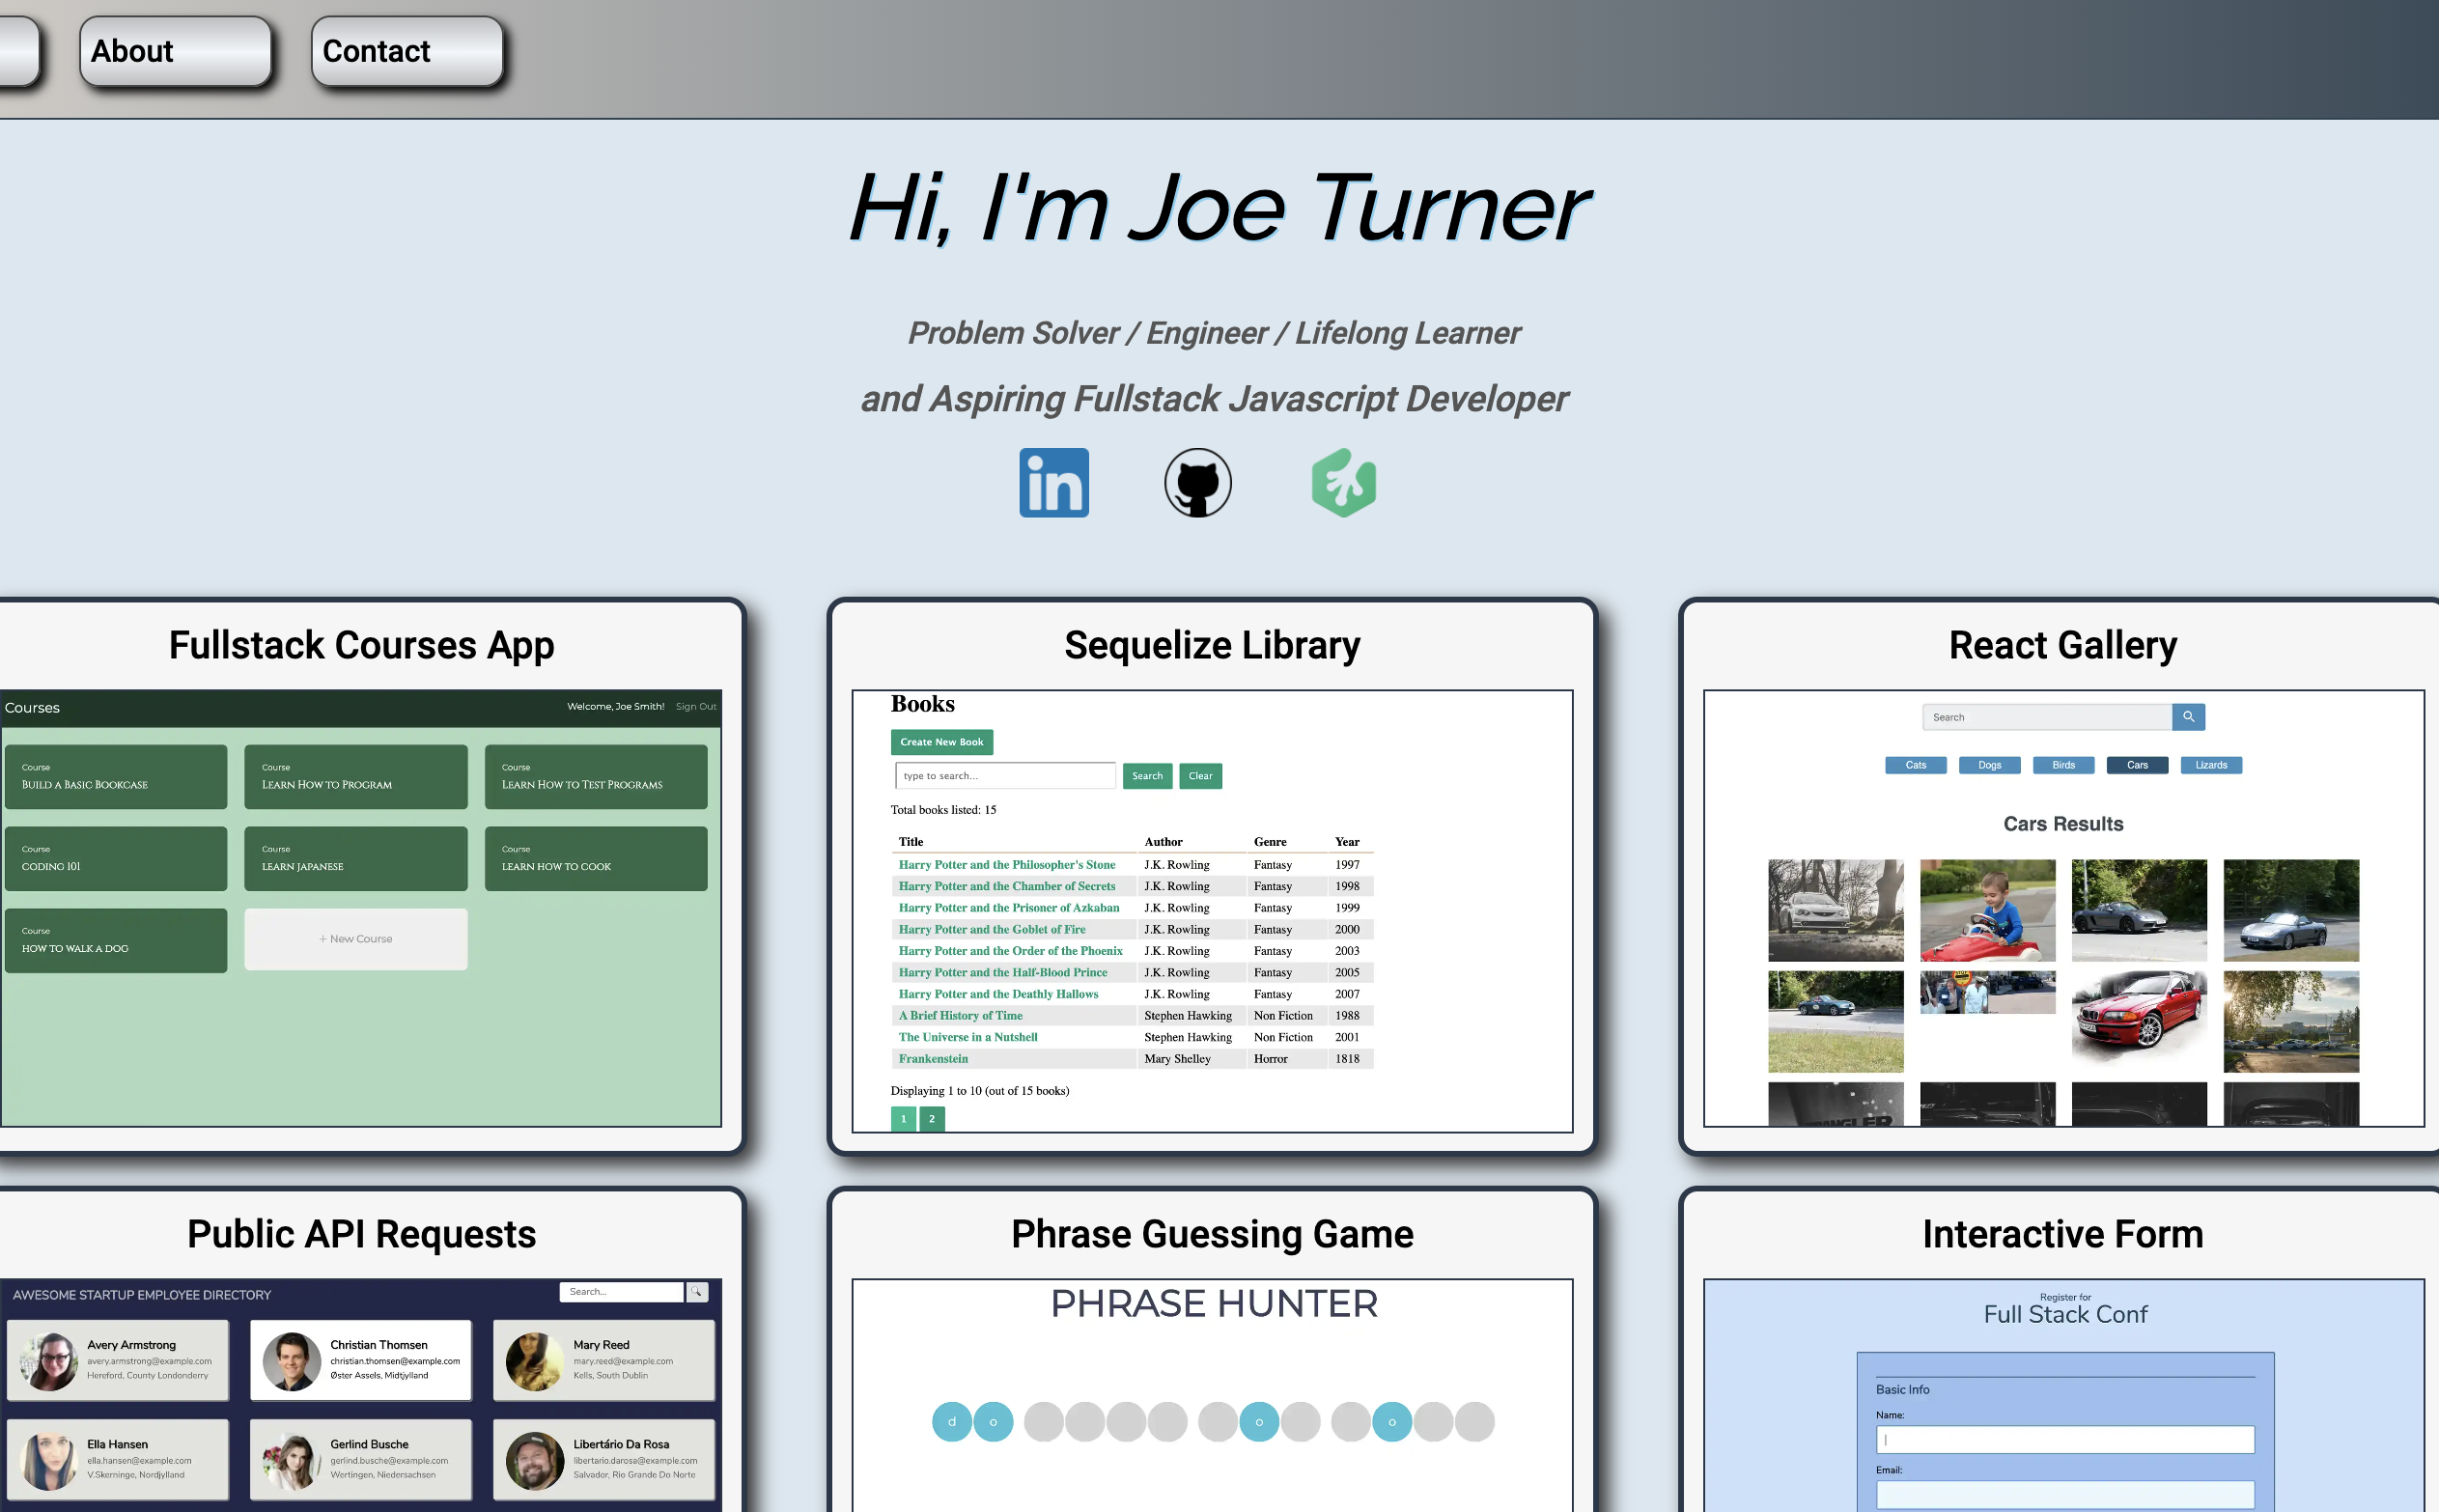 About
Contact
Hi, I'm Joe Turner
Problem Solver / Engineer / Lifelong Learner
and Aspiring Fullstack Javascript Developer
in
Fullstack Courses App
Courses
Welcome, Joe Smith!
Sign Out
Course
Build a Basic Bookcase
Course
Learn How to Program
Course
Learn How to Test Programs
Course
coding 101
Course
learn japanese
Course
learn how to cook
Course
how to walk a dog
+ New Course
Sequelize Library
Books
Create New Book
type to search...
Search
Clear
Total books listed: 15
Title Author Genre Year
Harry Potter and the Philosopher's Stone J.K. Rowling Fantasy 1997
Harry Potter and the Chamber of Secrets J.K. Rowling Fantasy 1998
Harry Potter and the Prisoner of Azkaban J.K. Rowling Fantasy 1999
Harry Potter and the Goblet of Fire J.K. Rowling Fantasy 2000
Harry Potter and the Order of the Phoenix J.K. Rowling Fantasy 2003
Harry Potter and the Half-Blood Prince J.K. Rowling Fantasy 2005
Harry Potter and the Deathly Hallows J.K. Rowling Fantasy 2007
A Brief History of Time Stephen Hawking Non Fiction 1988
The Universe in a Nutshell Stephen Hawking Non Fiction 2001
Frankenstein Mary Shelley Horror 1818
Displaying 1 to 10 (out of 15 books)
1 2
React Gallery
Search
Cats Dogs Birds Cars Lizards
Cars Results
Public API Requests
AWESOME STARTUP EMPLOYEE DIRECTORY
Search...
Avery Armstrong
avery.armstrong@example.com
Hereford, County Londonderry
Christian Thomsen
christian.thomsen@example.com
Øster Assels, Midtjylland
Mary Reed
mary.reed@example.com
Kells, South Dublin
Ella Hansen
ella.hansen@example.com
V.Skerninge, Nordjylland
Gerlind Busche
gerlind.busche@example.com
Wertingen, Niedersachsen
Libertário Da Rosa
libertario.darosa@example.com
Salvador, Rio Grande Do Norte
Phrase Guessing Game
PHRASE HUNTER
d o o o
Interactive Form
Register for
Full Stack Conf
Basic Info
Name:
Email: